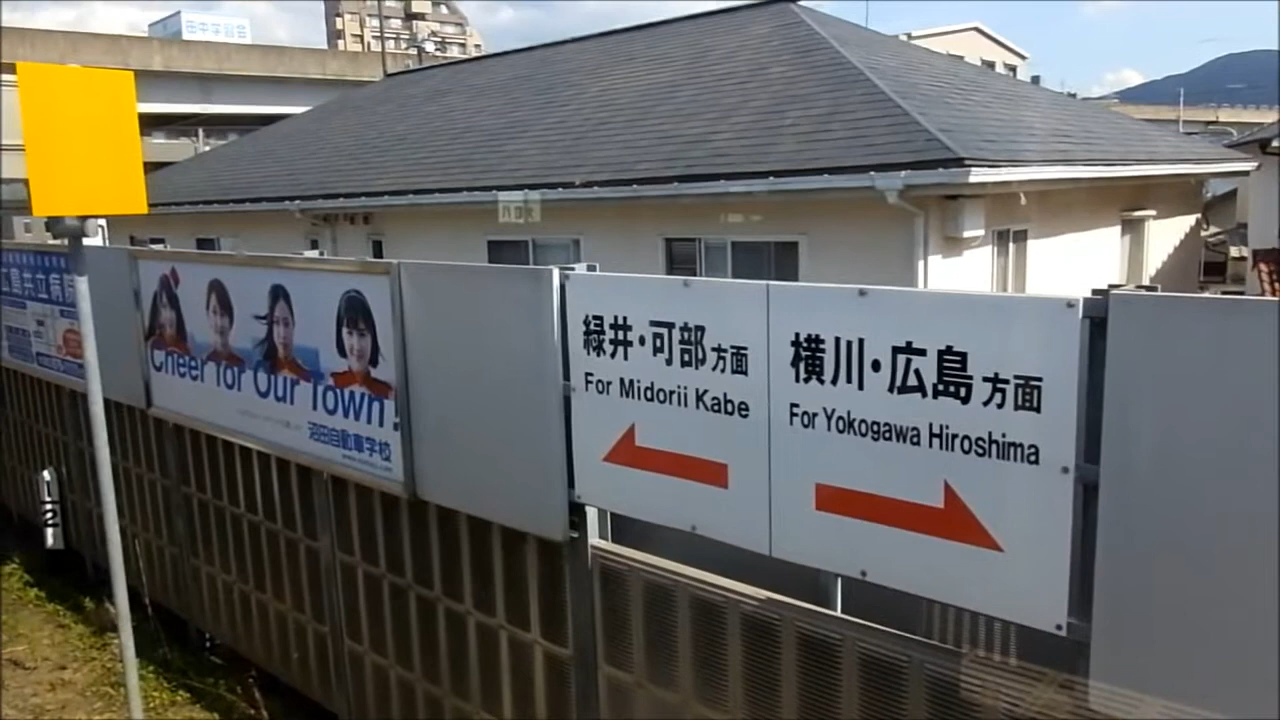 田中学習会
広島共立病院
Cheer for Our Town!
沼田自動車学校
緑井・可部方面
For Midorii Kabe
横川・広島方面
For Yokogawa Hiroshima
1
2